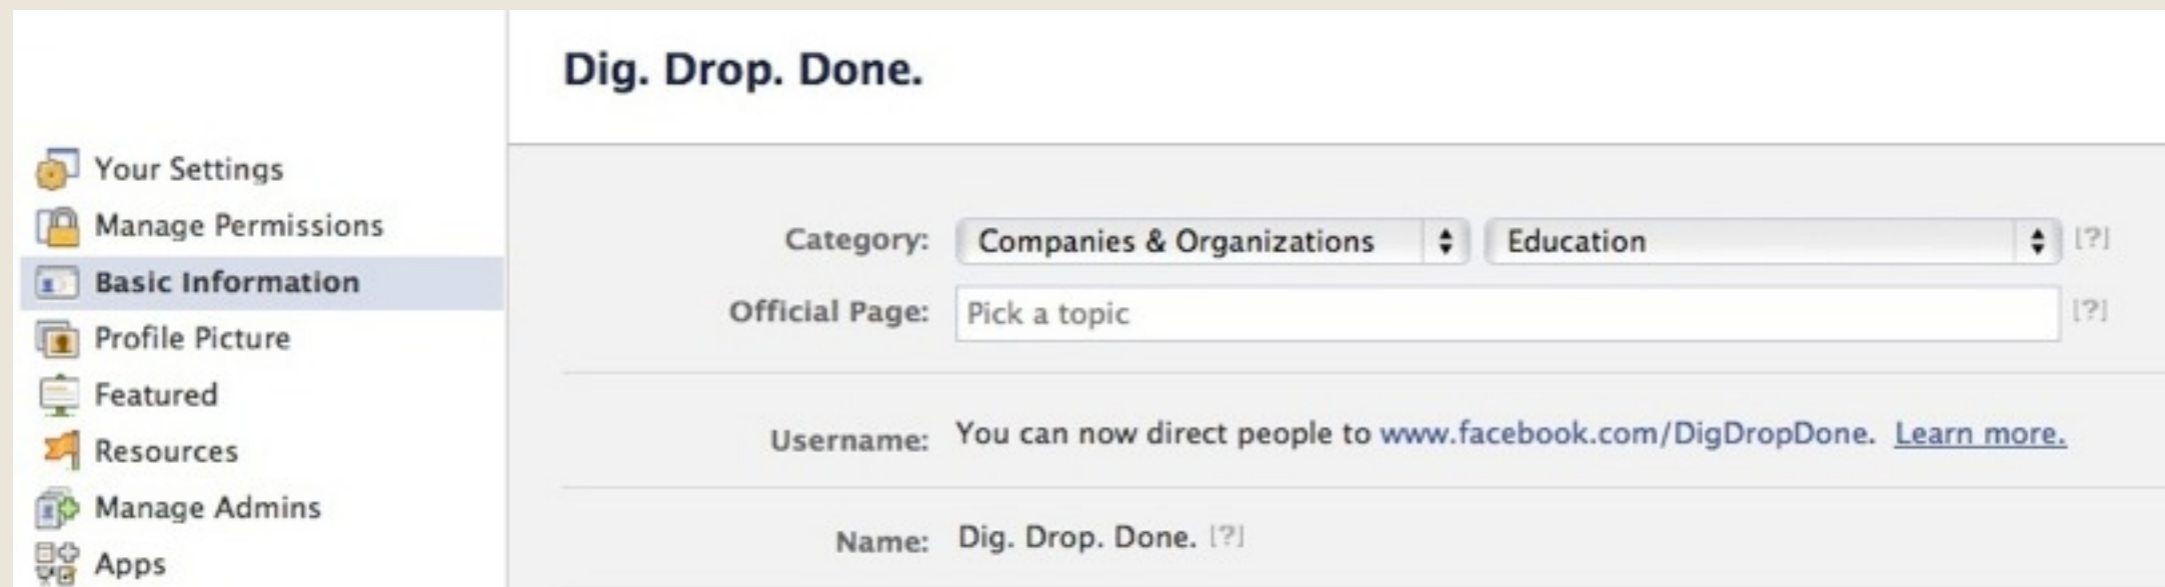 Dig. Drop. Done.
Your Settings
Manage Permissions
Basic Information
Profile Picture
Featured
Resources
Manage Admins
Apps
Category: Companies & Organizations Education [?]
Official Page: Pick a topic [?]
Username: You can now direct people to www.facebook.com/DigDropDone. Learn more.
Name: Dig. Drop. Done. [?]